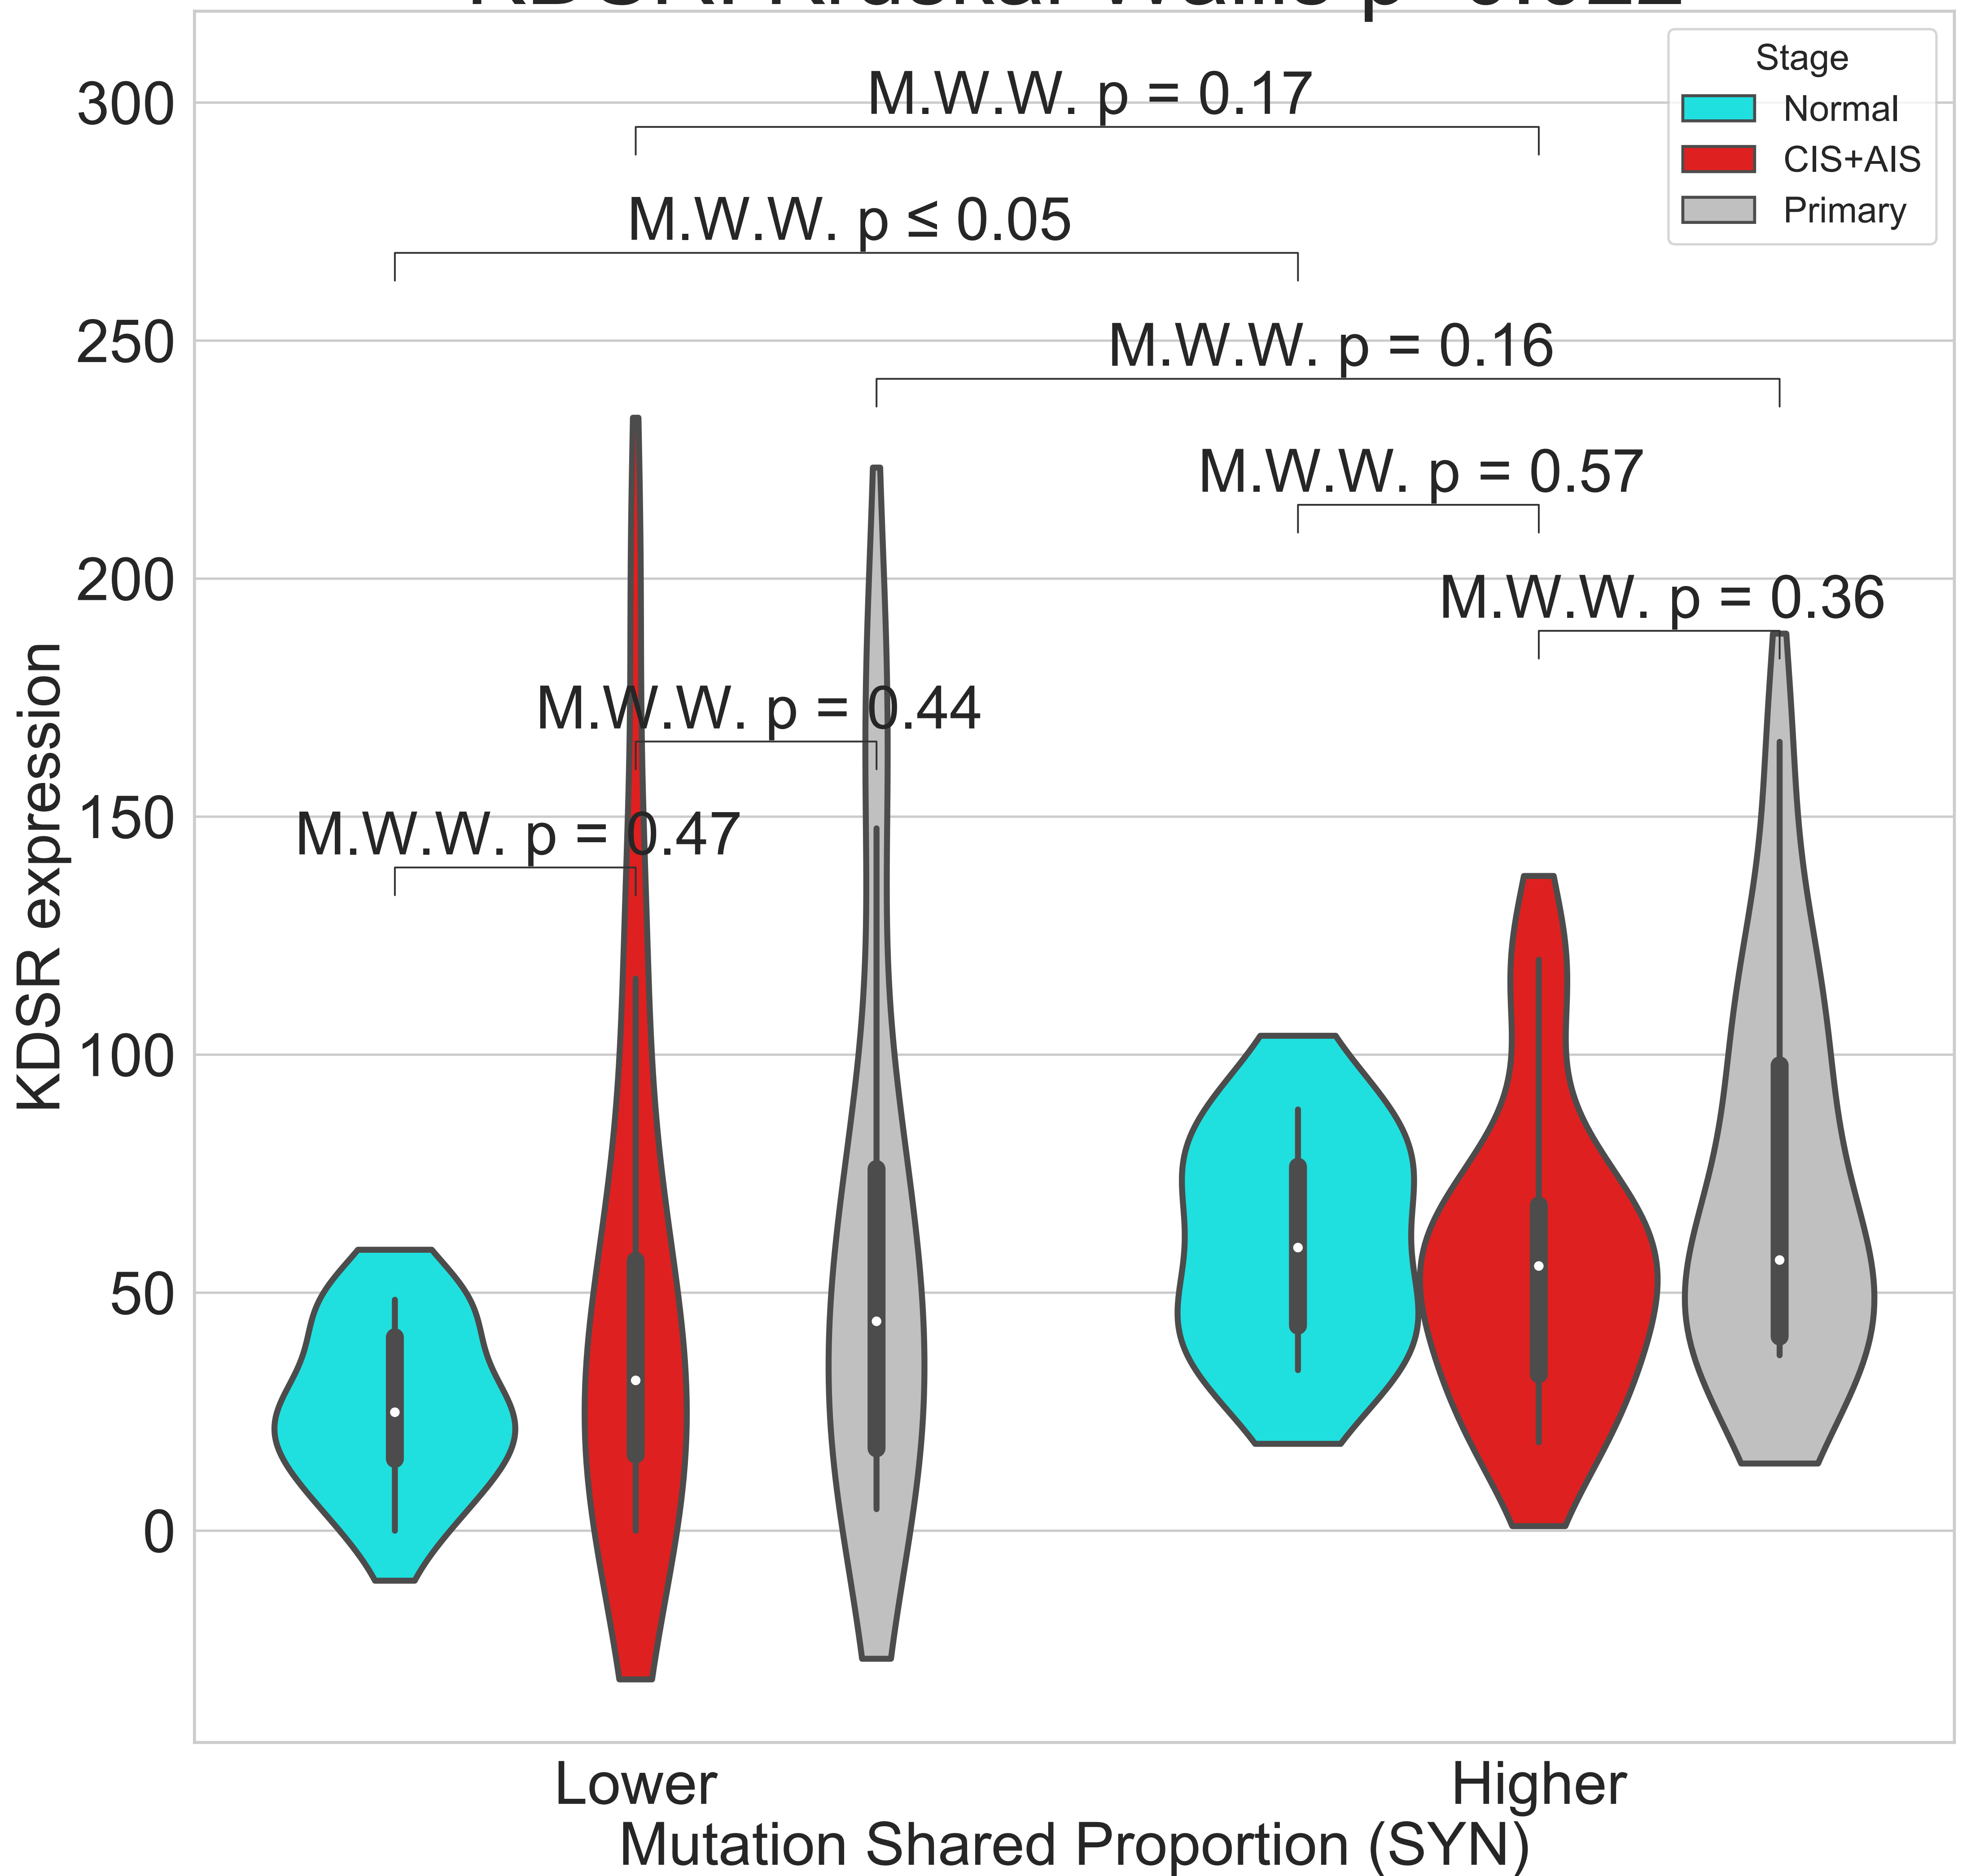 Stage
Normal
CIS+AIS
Primary
M.W.W. p = 0.17
M.W.W. p ≤ 0.05
M.W.W. p = 0.16
M.W.W. p = 0.57
M.W.W. p = 0.36
M.W.W. p = 0.44
M.W.W. p = 0.47
300
250
200
150
100
50
0
KDSR expression
Lower
Higher
Mutation Shared Proportion (SYN)